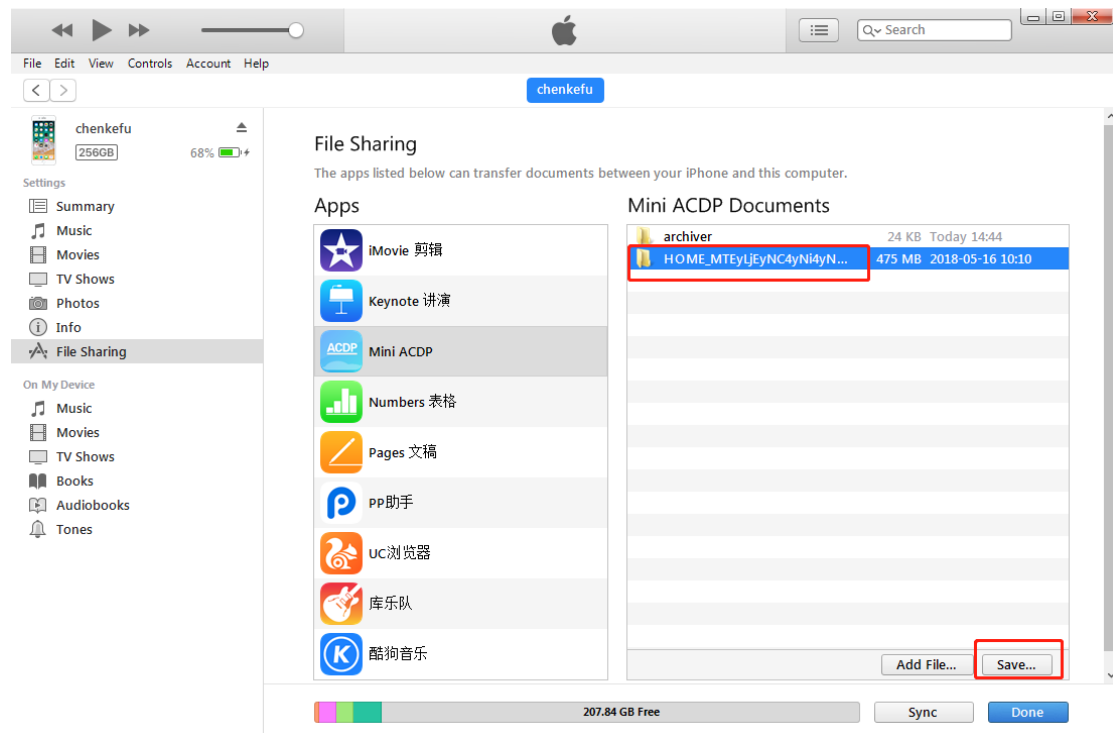 Search
File Edit View Controls Account Help
chenkefu
chenkefu
256GB 68%
Settings
Summary
Music
Movies
TV Shows
Photos
Info
File Sharing
On My Device
Music
Movies
TV Shows
Books
Audiobooks
Tones
File Sharing
The apps listed below can transfer documents between your iPhone and this computer.
Apps
iMovie 剪辑
Keynote 讲演
ACDP Mini ACDP
Numbers 表格
Pages 文稿
PP助手
UC浏览器
库乐队
K 酷狗音乐
Mini ACDP Documents
archiver 24 KB Today 14:44
HOME_MTEyLjEyNC4yNi4yN... 475 MB 2018-05-16 10:10
Add File... Save...
207.84 GB Free Sync Done